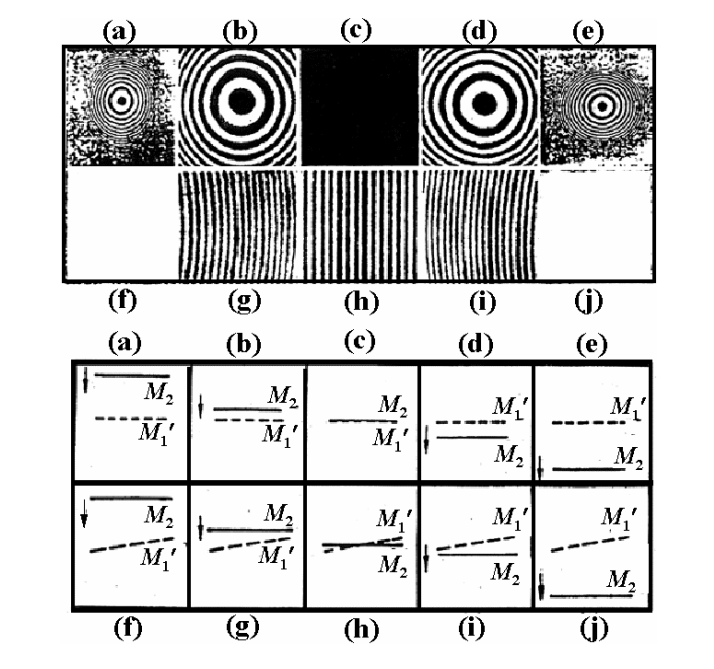 (a) (b) (c) (d) (e)
(f) (g) (h) (i) (j)
(a) (b) (c) (d) (e)
M₂ M₂ M₂ M₁′ M₁′
M₁′ M₁′ M₁′ M₂ M₂
M₂ M₂ M₁′ M₁′ M₁′
M₁′ M₁′ M₂ M₂ M₂
(f) (g) (h) (i) (j)